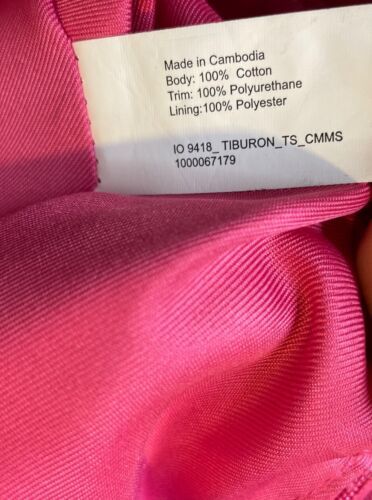 Made in Cambodia
Body: 100% Cotton
Trim: 100% Polyurethane
Lining:100% Polyester
IO 9418_ TIBURON_TS_CMMS
1000067179